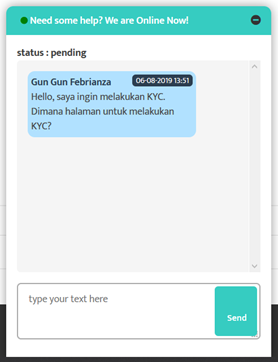 Need some help? We are Online Now!
status : pending
Gun Gun Febrianza
06-08-2019 13:51
Hello, saya ingin melakukan KYC.
Dimana halaman untuk melakukan
KYC?
type your text here
Send